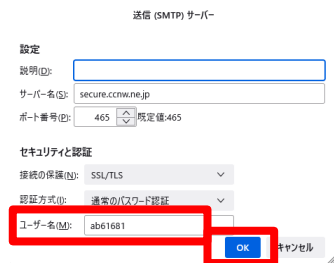 送信 (SMTP) サーバー
設定
説明(D):
サーバー名(S): secure.ccnw.ne.jp
ポート番号(P): 465 既定値:465
セキュリティと認証
接続の保護(N): SSL/TLS
認証方式(I): 通常のパスワード認証
ユーザー名(M): ab61681
OK キャンセル